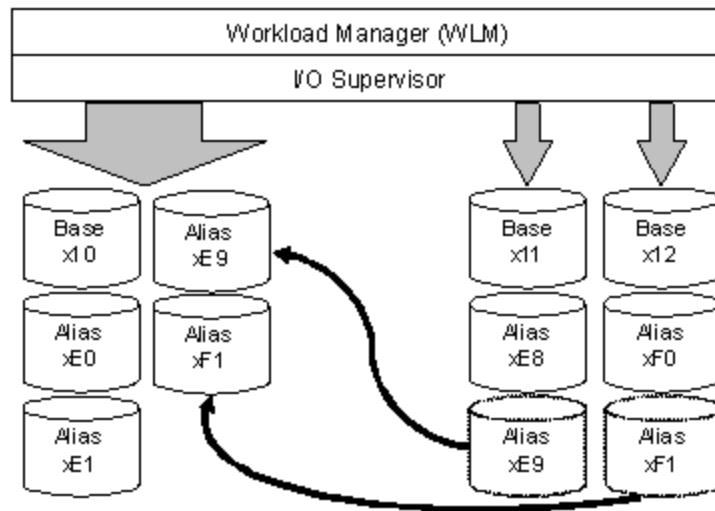 Workload Manager (WLM)
I/O Supervisor
Base
x10
Alias
xE9
Base
x11
Base
x12
Alias
xE0
Alias
xF1
Alias
xE8
Alias
xF0
Alias
xE1
Alias
xE9
Alias
xF1